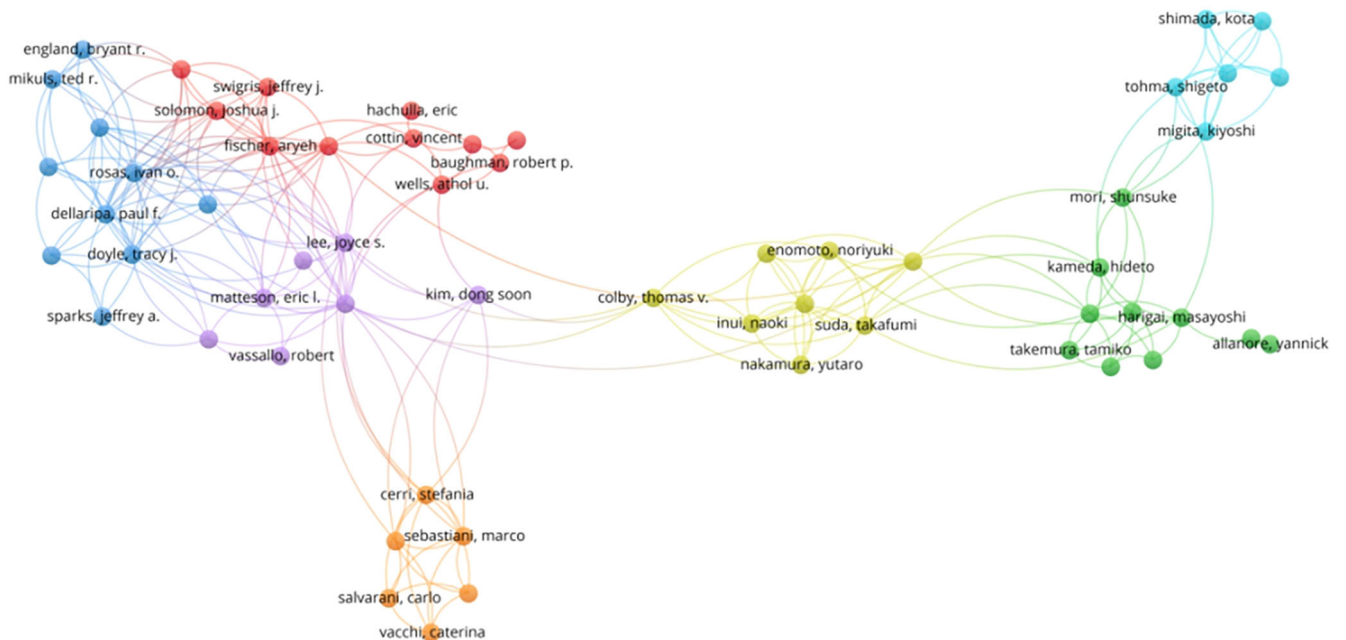 england, bryant r.
mikuls, ted r.
swigris, jeffrey j.
solomon, joshua j.
fischer, aryeh
hachulla, eric
cottin, vincent
baughman, robert p.
wells, athol u.
rosas, ivan o.
dellaripa, paul f.
doyle, tracy j.
sparks, jeffrey a.
lee, joyce s.
matteson, eric l.
vassallo, robert
kim, dong soon
colby, thomas v.
enomoto, noriyuki
inui, naoki
suda, takafumi
nakamura, yutaro
shimada, kota
tohma, shigeto
migita, kiyoshi
mori, shunsuke
kameda, hideto
harigai, masayoshi
takemura, tamiko
allanore, yannick
cerri, stefania
sebastiani, marco
salvarani, carlo
vacchi, caterina